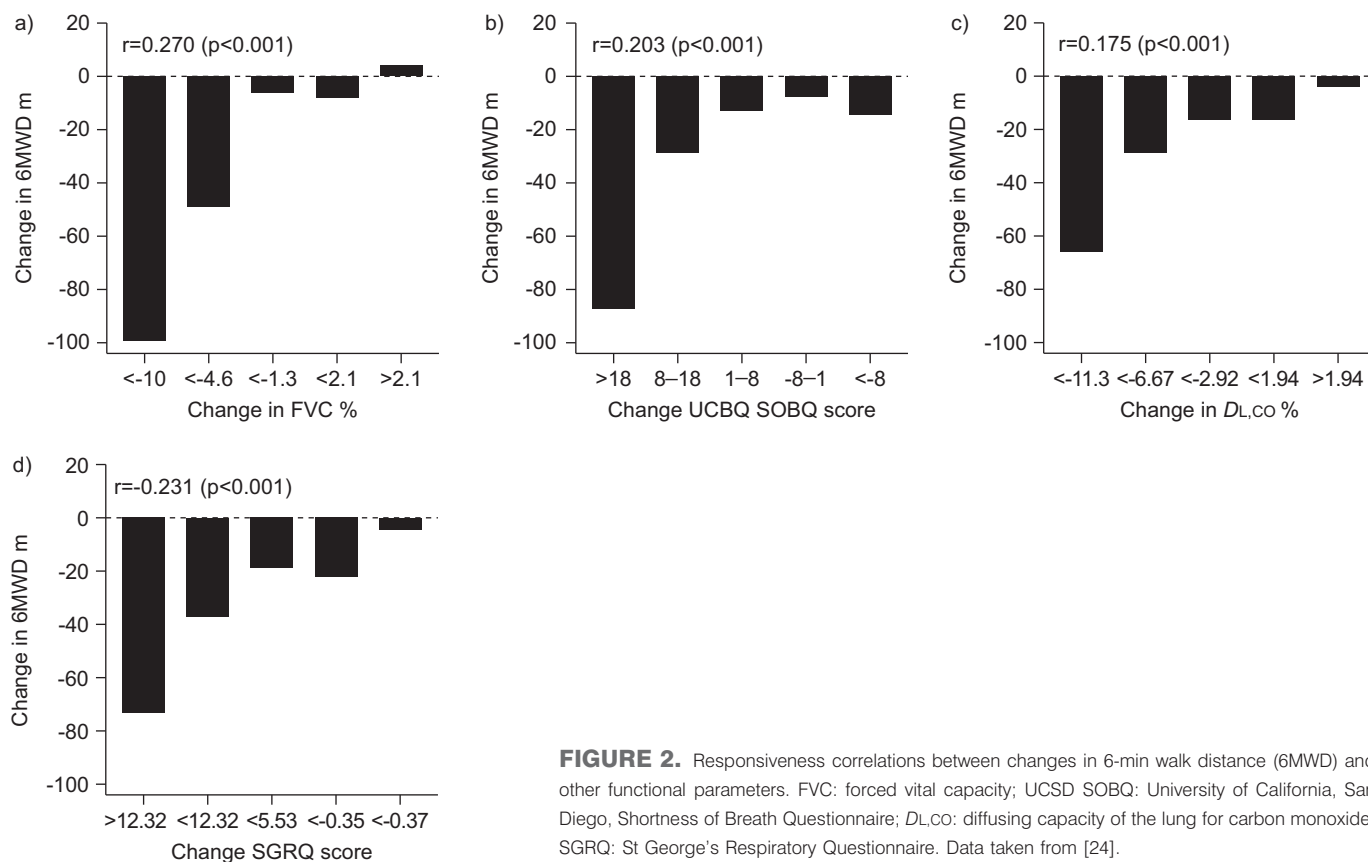 a)
20
0
-20
-40
-60
-80
-100
Change in 6MWD m
r=0.270 (p<0.001)
<-10 <-4.6 <-1.3 <2.1 >2.1
Change in FVC %
b)
20
0
-20
-40
-60
-80
-100
Change in 6MWD m
r=0.203 (p<0.001)
>18 8–18 1–8 -8–1 <-8
Change UCBQ SOBQ score
c)
20
0
-20
-40
-60
-80
-100
Change in 6MWD m
r=0.175 (p<0.001)
<-11.3 <-6.67 <-2.92 <1.94 >1.94
Change in DL,CO %
d)
20
0
-20
-40
-60
-80
-100
Change in 6MWD m
r=-0.231 (p<0.001)
>12.32 <12.32 <5.53 <-0.35 <-0.37
Change SGRQ score
FIGURE 2. Responsiveness correlations between changes in 6-min walk distance (6MWD) and
other functional parameters. FVC: forced vital capacity; UCSD SOBQ: University of California, San
Diego, Shortness of Breath Questionnaire; DL,CO: diffusing capacity of the lung for carbon monoxide;
SGRQ: St George's Respiratory Questionnaire. Data taken from [24].